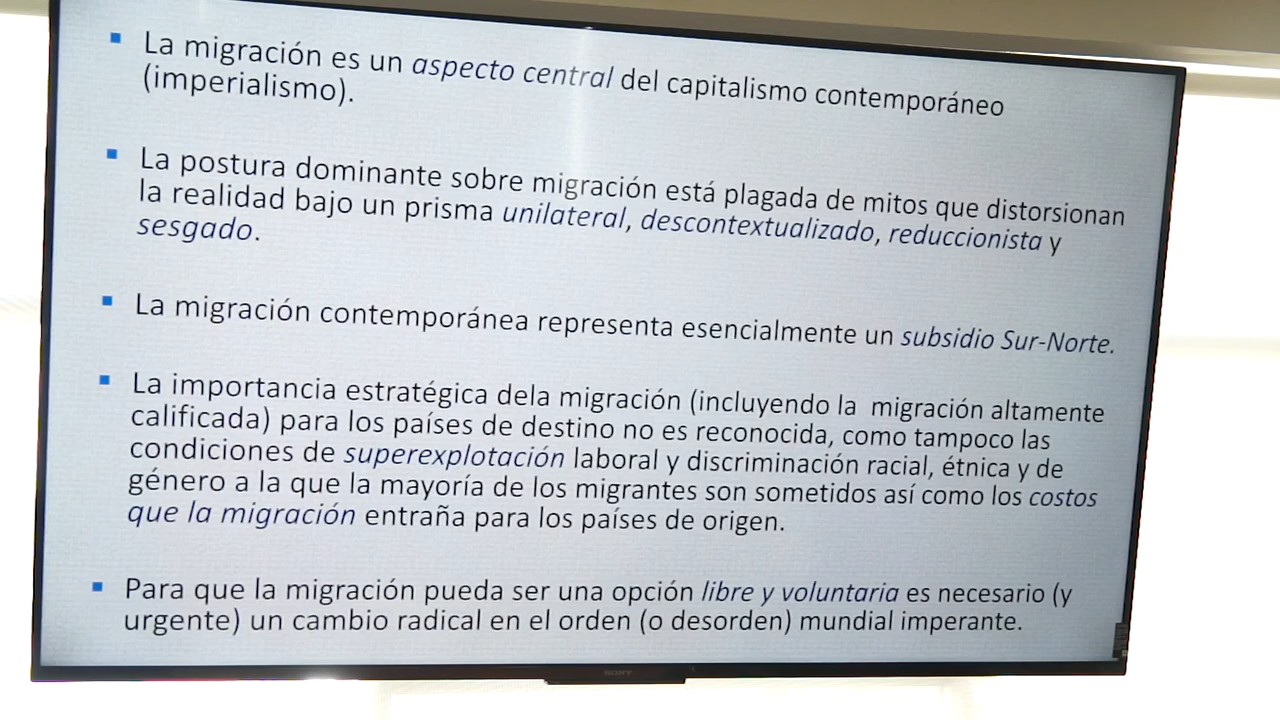 La migración es un aspecto central del capitalismo contemporáneo
(imperialismo).
La postura dominante sobre migración está plagada de mitos que distorsionan
la realidad bajo un prisma unilateral, descontextualizado, reduccionista y
sesgado.
La migración contemporánea representa esencialmente un subsidio Sur-Norte.
La importancia estratégica dela migración (incluyendo la migración altamente
calificada) para los países de destino no es reconocida, como tampoco las
condiciones de superexplotación laboral y discriminación racial, étnica y de
género a la que la mayoría de los migrantes son sometidos así como los costos
que la migración entraña para los países de origen.
Para que la migración pueda ser una opción libre y voluntaria es necesario (y
urgente) un cambio radical en el orden (o desorden) mundial imperante.
SONY